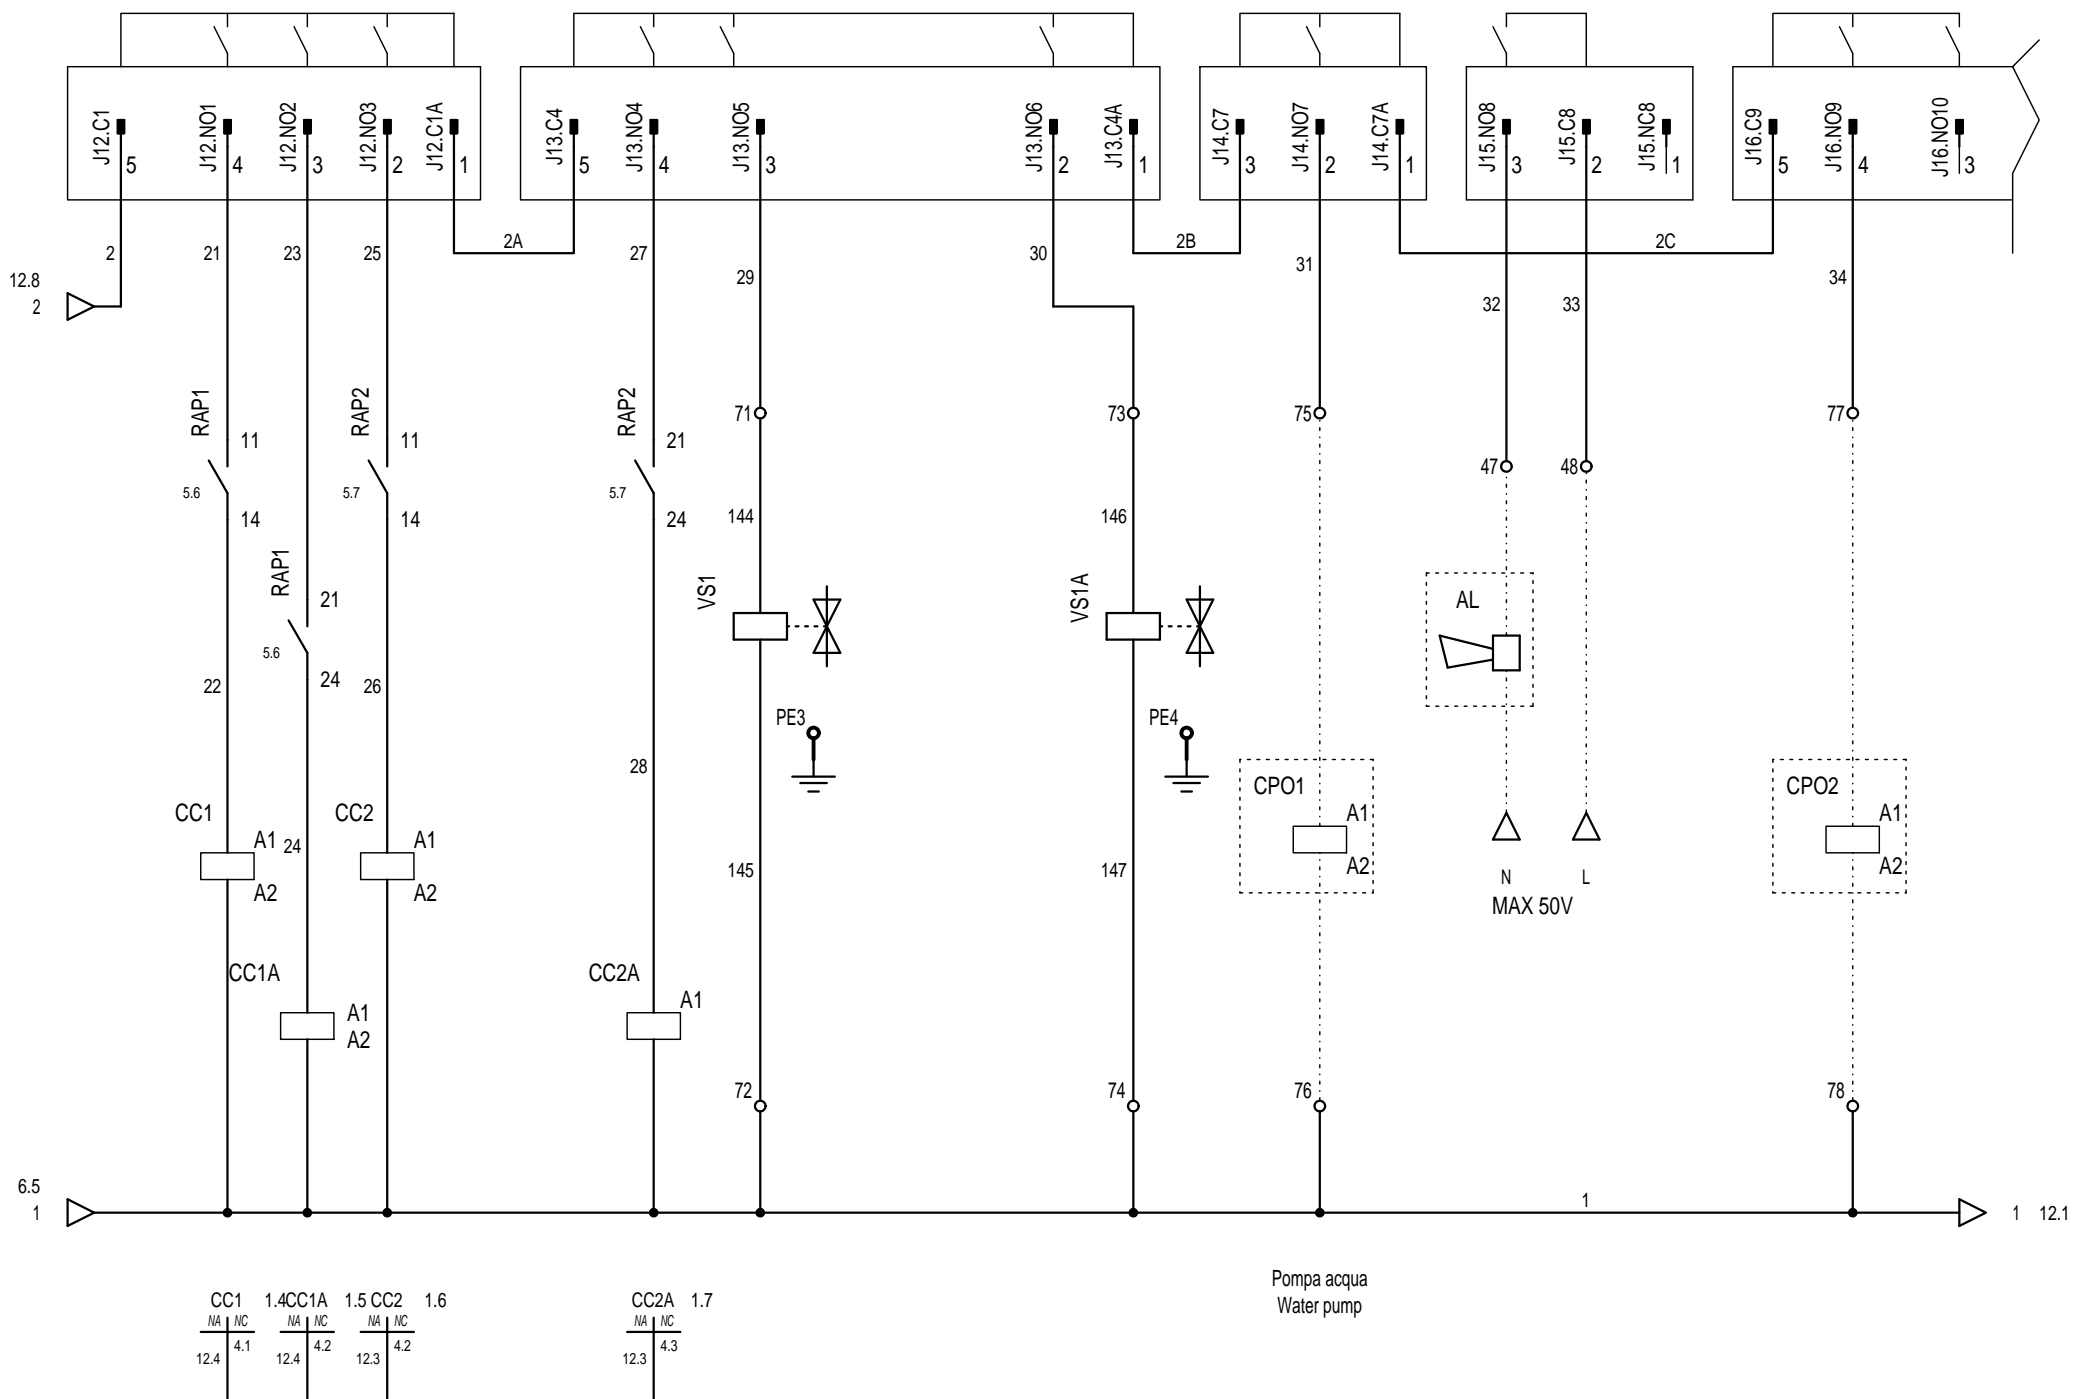 J12.C1 J12.NO1 J12.NO2 J12.NO3 J12.C1A J13.C4 J13.NO4 J13.NO5 J13.NO6 J13.C4A J14.C7 J14.NO7 J14.C7A J15.NO8 J15.C8 J15.NC8 J16.C9 J16.NO9 J16.NO10
5 4 3 2 1 5 4 3 2 1 3 2 1 3 2 1 5 4 3
2A 2B 2C
2 21 23 25 27 29 30 31 32 33 34
12.8
2
RAP1 RAP2 RAP2
71 73 75 77
11 11 21
47 48
5.6 5.7 5.7
14 14 24 144 146
RAP1
21
5.6
24
VS1 VS1A
AL
22 26
PE3 PE4
28
CPO1 CPO2
CC1 CC2
A1 A1 A1 A1
24
A2 A2 A2 A2
145 147
N L
MAX 50V
CC1A CC2A
A1 A1
A2
72 74 76 78
6.5
1
1
1 12.1
Pompa acqua
Water pump
CC1 1.4 CC1A 1.5 CC2 1.6 CC2A 1.7
NA NC NA NC NA NC NA NC
4.1 4.2 4.2 4.3
12.4 12.4 12.3 12.3